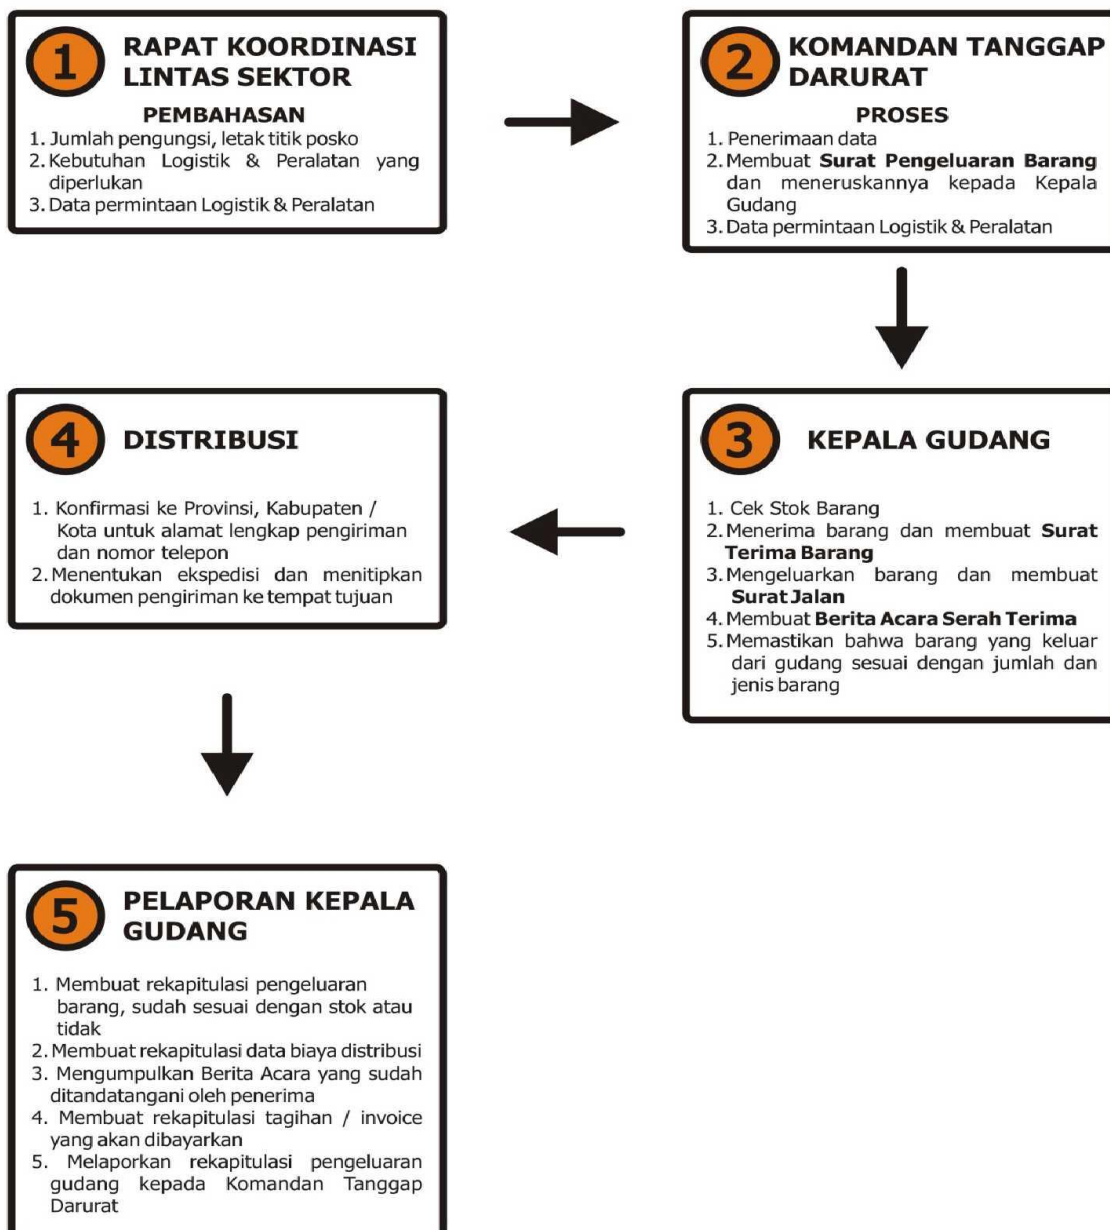 1
RAPAT KOORDINASI
LINTAS SEKTOR
PEMBAHASAN
1. Jumlah pengungsi, letak titik posko
2. Kebutuhan Logistik & Peralatan yang
diperlukan
3. Data permintaan Logistik & Peralatan
2
KOMANDAN TANGGAP
DARURAT
PROSES
1. Penerimaan data
2. Membuat Surat Pengeluaran Barang
dan meneruskannya kepada Kepala
Gudang
3. Data permintaan Logistik & Peralatan
3
KEPALA GUDANG
1. Cek Stok Barang
2. Menerima barang dan membuat Surat
Terima Barang
3. Mengeluarkan barang dan membuat
Surat Jalan
4. Membuat Berita Acara Serah Terima
5. Memastikan bahwa barang yang keluar
dari gudang sesuai dengan jumlah dan
jenis barang
4
DISTRIBUSI
1. Konfirmasi ke Provinsi, Kabupaten /
Kota untuk alamat lengkap pengiriman
dan nomor telepon
2. Menentukan ekspedisi dan menitipkan
dokumen pengiriman ke tempat tujuan
5
PELAPORAN KEPALA
GUDANG
1. Membuat rekapitulasi pengeluaran
barang, sudah sesuai dengan stok atau
tidak
2. Membuat rekapitulasi data biaya distribusi
3. Mengumpulkan Berita Acara yang sudah
ditandatangani oleh penerima
4. Membuat rekapitulasi tagihan / invoice
yang akan dibayarkan
5. Melaporkan rekapitulasi pengeluaran
gudang kepada Komandan Tanggap
Darurat